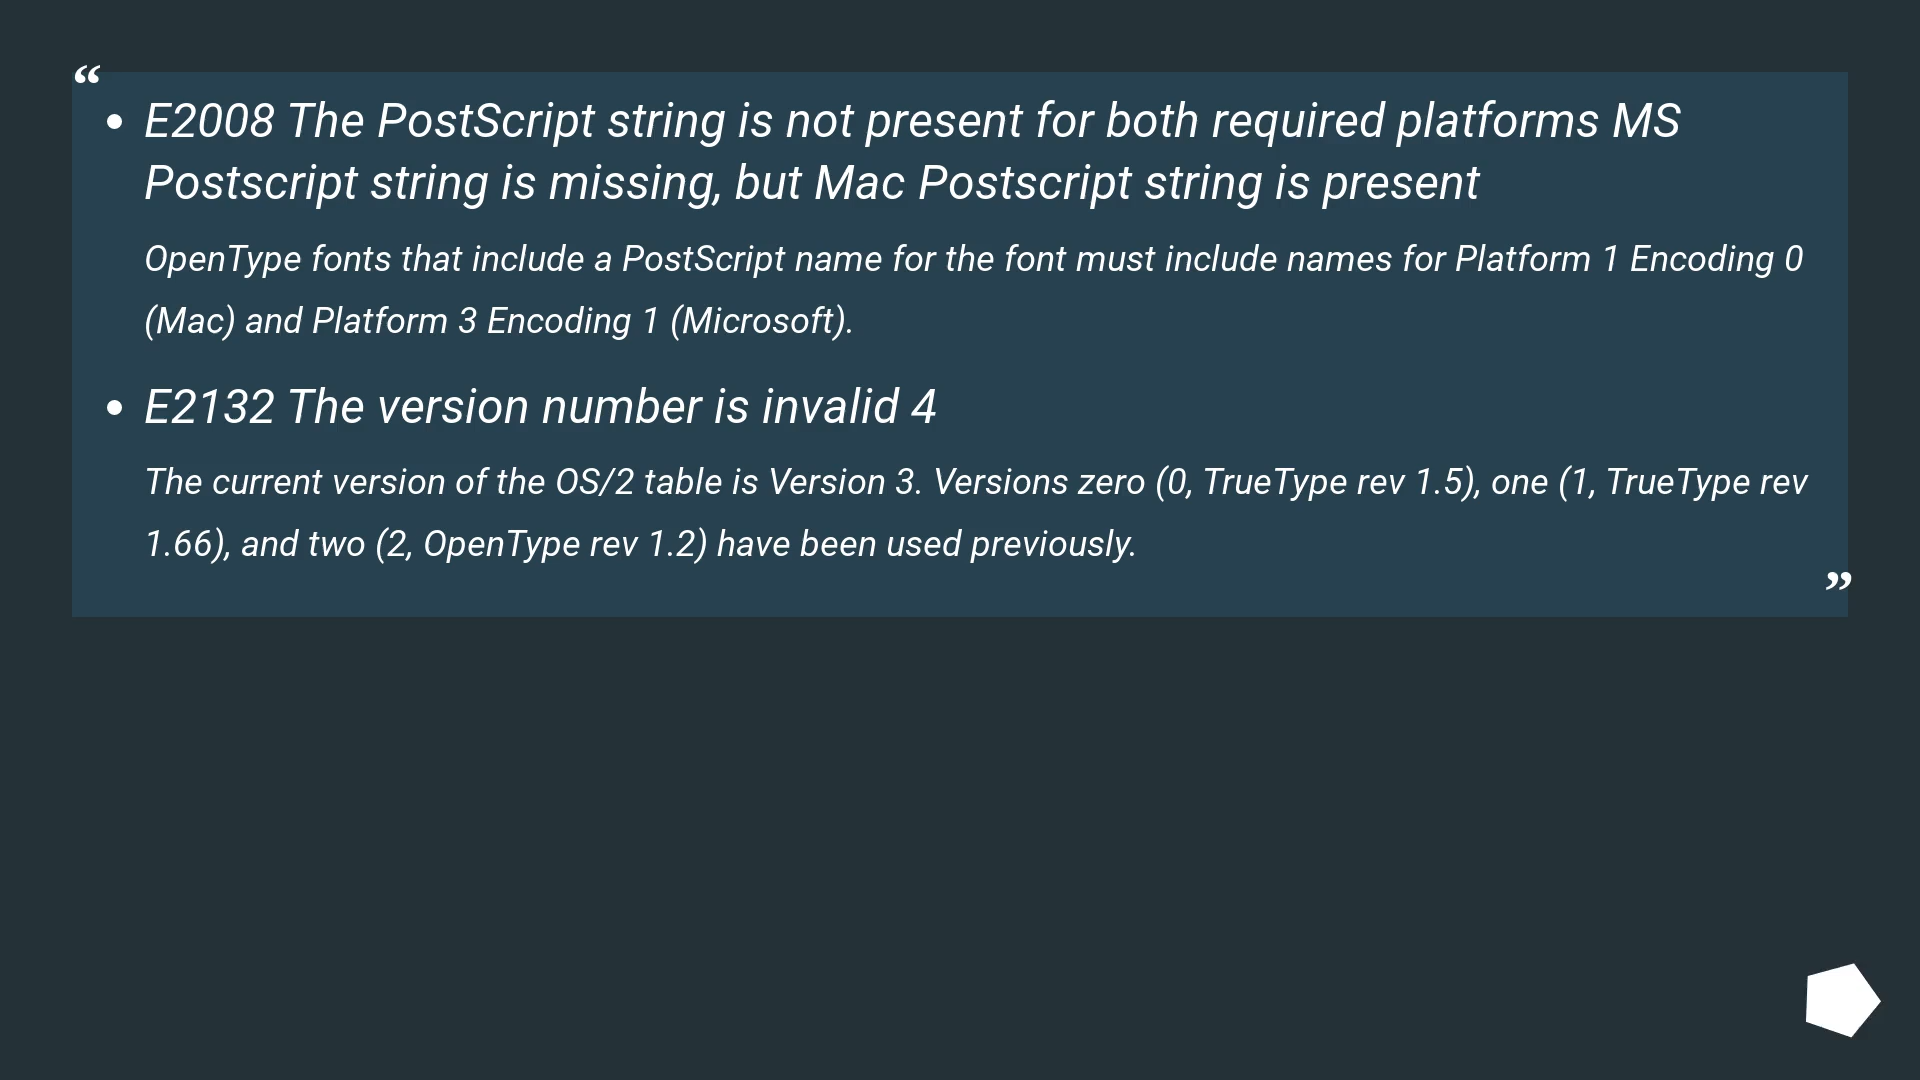 “
• E2008 The PostScript string is not present for both required platforms MS
Postscript string is missing, but Mac Postscript string is present
OpenType fonts that include a PostScript name for the font must include names for Platform 1 Encoding 0
(Mac) and Platform 3 Encoding 1 (Microsoft).
• E2132 The version number is invalid 4
The current version of the OS/2 table is Version 3. Versions zero (0, TrueType rev 1.5), one (1, TrueType rev
1.66), and two (2, OpenType rev 1.2) have been used previously.
”